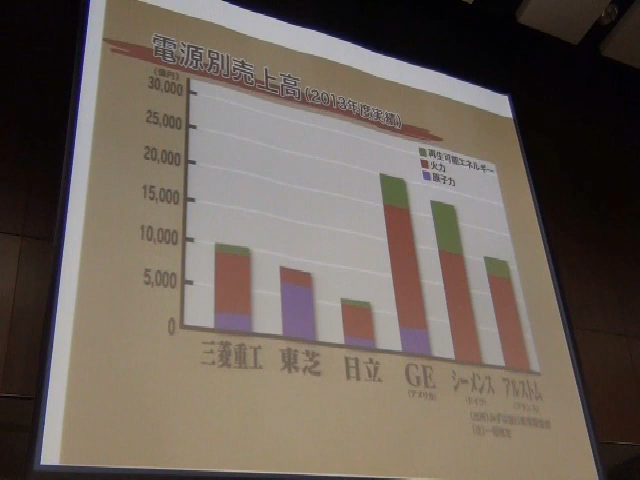 電源別売上高(2013年度実績)
(億円)
30,000
25,000
20,000
15,000
10,000
5,000
0
再生可能エネルギー
火力
原子力
三菱重工
東芝
日立
GE
(アメリカ)
シーメンス
(ドイツ)
アルストム
(フランス)